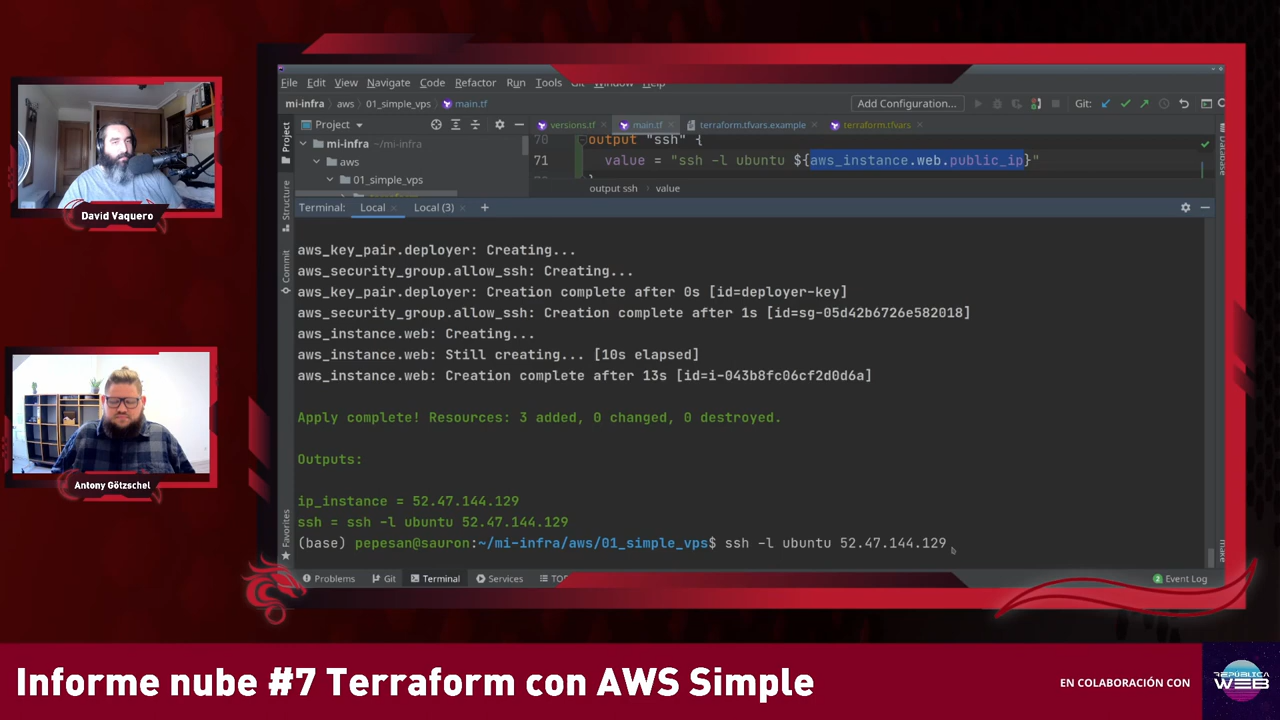 File Edit View Navigate Code Refactor Run Tools Git Window Help
mi-infra aws 01_simple_vps main.tf
Add Configuration...
Git:
Project
versions.tf
main.tf
terraform.tfvars.example
terraform.tfvars
mi-infra ~/mi-infra
aws
01_simple_vps
70 output "ssh" {
71 value = "ssh -l ubuntu ${aws_instance.web.public_ip}"
output ssh value
Terminal: Local Local (3) +
aws_key_pair.deployer: Creating...
aws_security_group.allow_ssh: Creating...
aws_key_pair.deployer: Creation complete after 0s [id=deployer-key]
aws_security_group.allow_ssh: Creation complete after 1s [id=sg-05d42b6726e582018]
aws_instance.web: Creating...
aws_instance.web: Still creating... [10s elapsed]
aws_instance.web: Creation complete after 13s [id=i-043b8fc06cf2d0d6a]
Apply complete! Resources: 3 added, 0 changed, 0 destroyed.
Outputs:
ip_instance = 52.47.144.129
ssh = ssh -l ubuntu 52.47.144.129
(base) pepesan@sauron:~/mi-infra/aws/01_simple_vps$ ssh -l ubuntu 52.47.144.129
Problems Git Terminal Services
Event Log
Project
Structure
Commit
Favorites
Database
make
David Vaquero
Antony Götzschel
Informe nube #7 Terraform con AWS Simple
EN COLABORACIÓN CON
REPÚBLICA
WEB